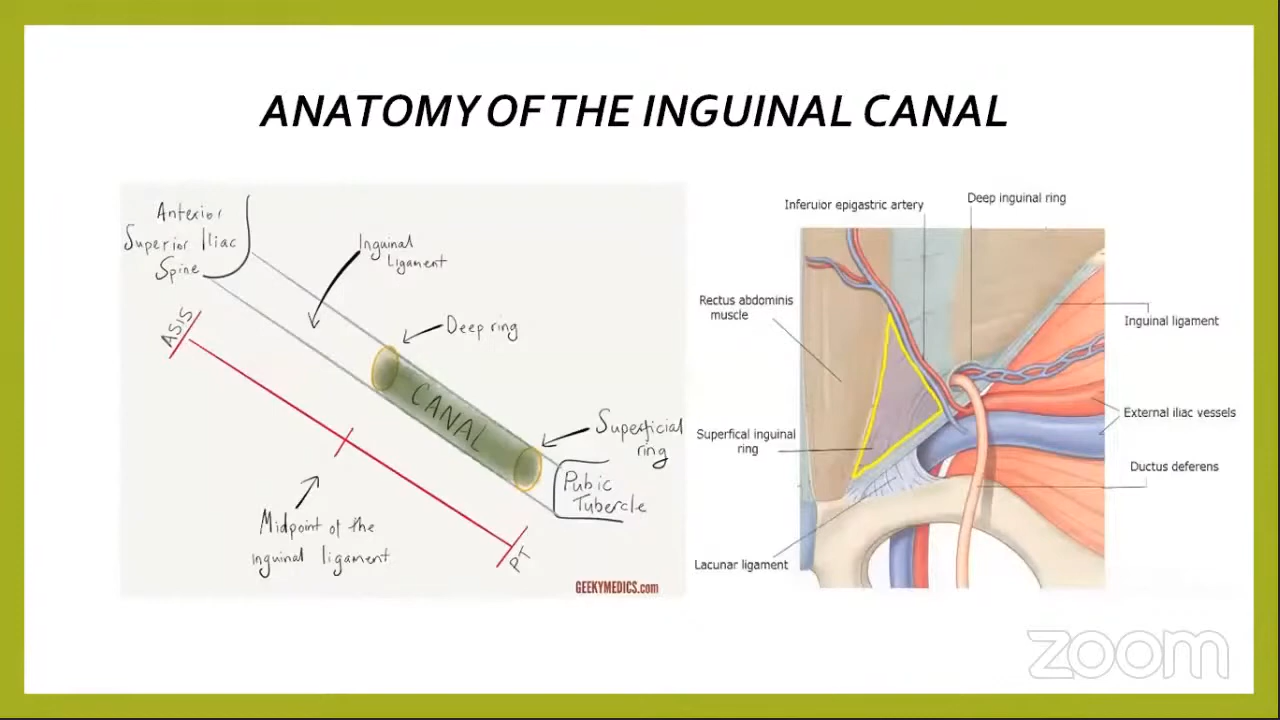 ANATOMY OF THE INGUINAL CANAL
Anterior
Superior Iliac
Spine
Inguinal
Ligament
Deep ring
CANAL
Superficial
ring
Pubic
Tubercle
ASIS
Midpoint of the
inguinal ligament
PT
GEEKYMEDICS.com
Inferuior epigastric artery
Deep inguinal ring
Rectus abdominis
muscle
Inguinal ligament
Superfical inguinal
ring
External iliac vessels
Ductus deferens
Lacunar ligament
zoom